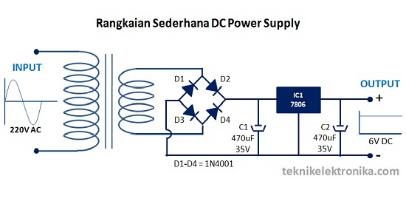 Rangkaian Sederhana DC Power Supply
INPUT
220V AC
D1
D2
D3
D4
D1-D4 = 1N4001
C1
470uF
35V
IC1
7806
C2
470uF
35V
OUTPUT
+
6V DC
-
teknikelektronika.com